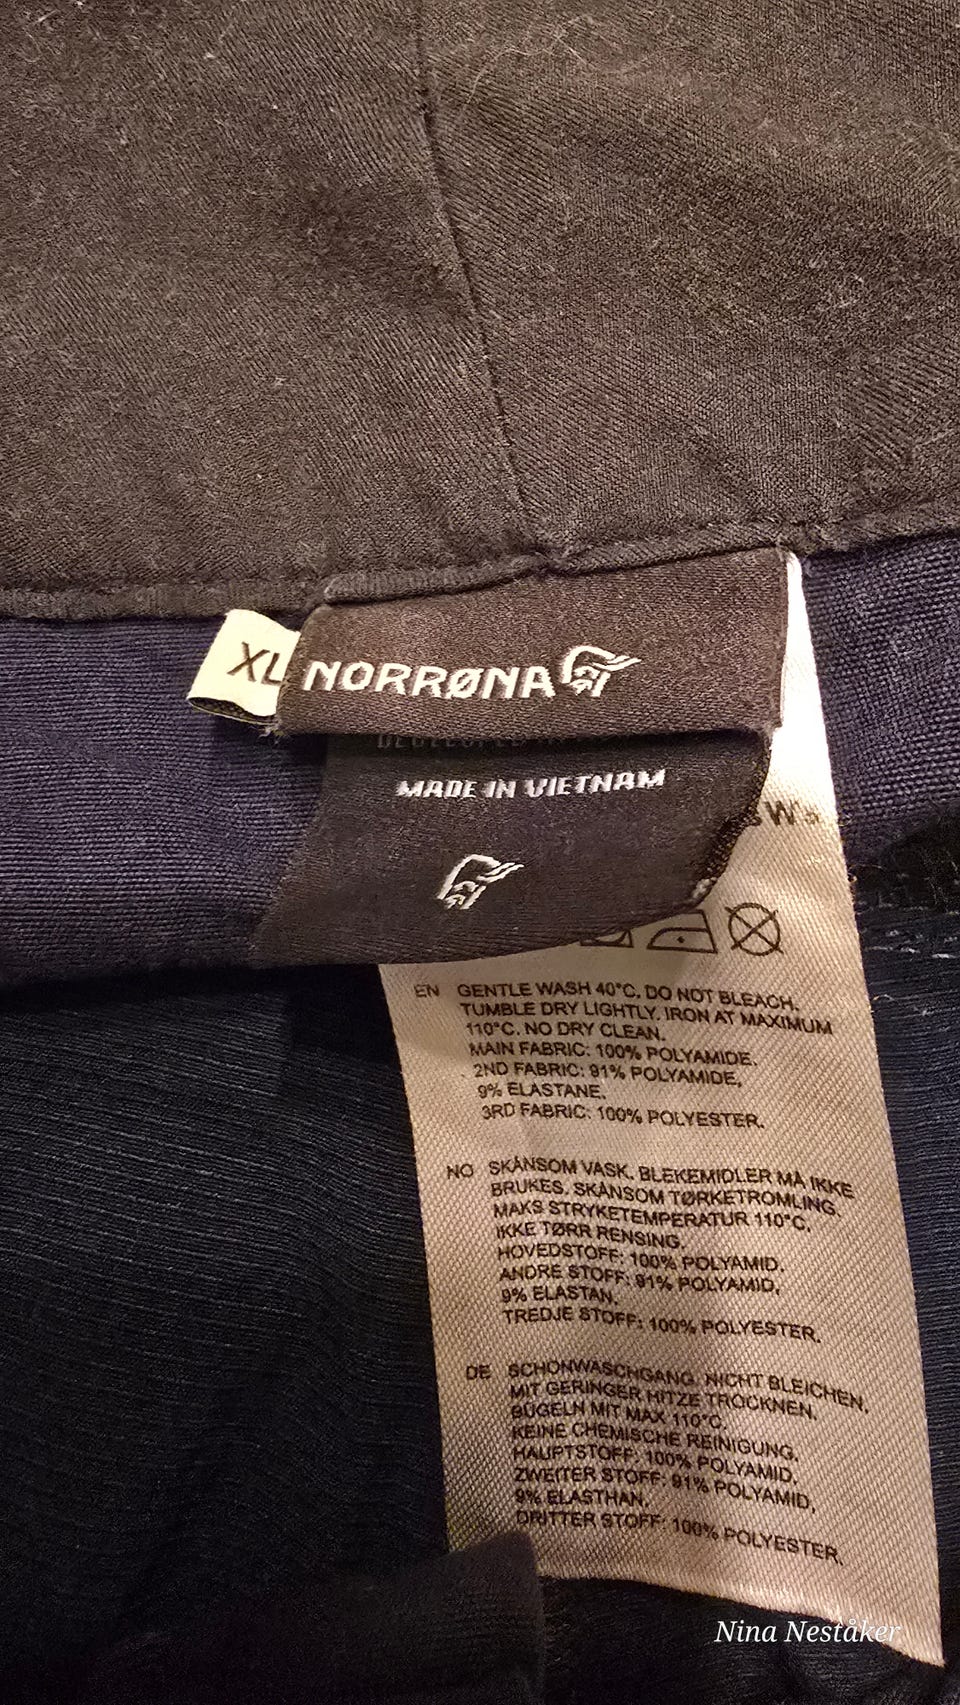 XL
NORRØNA
MADE IN VIETNAM
EN GENTLE WASH 40°C. DO NOT BLEACH.
TUMBLE DRY LIGHTLY. IRON AT MAXIMUM
110°C. NO DRY CLEAN.
MAIN FABRIC: 100% POLYAMIDE.
2ND FABRIC: 91% POLYAMIDE,
9% ELASTANE.
3RD FABRIC: 100% POLYESTER.
NO SKÅNSOM VASK. BLEKEMIDLER MÅ IKKE
BRUKES. SKÅNSOM TØRKETROMLING.
MAKS STRYKETEMPERATUR 110°C.
IKKE TØRR RENSING.
HOVEDSTOFF: 100% POLYAMID.
ANDRE STOFF: 91% POLYAMID,
9% ELASTAN.
TREDJE STOFF: 100% POLYESTER.
DE SCHONWASCHGANG. NICHT BLEICHEN.
MIT GERINGER HITZE TROCKNEN.
BÜGELN MIT MAX 110°C.
KEINE CHEMISCHE REINIGUNG.
HAUPTSTOFF: 100% POLYAMID.
ZWEITER STOFF: 91% POLYAMID,
9% ELASTHAN.
DRITTER STOFF: 100% POLYESTER.
Nina Neståker